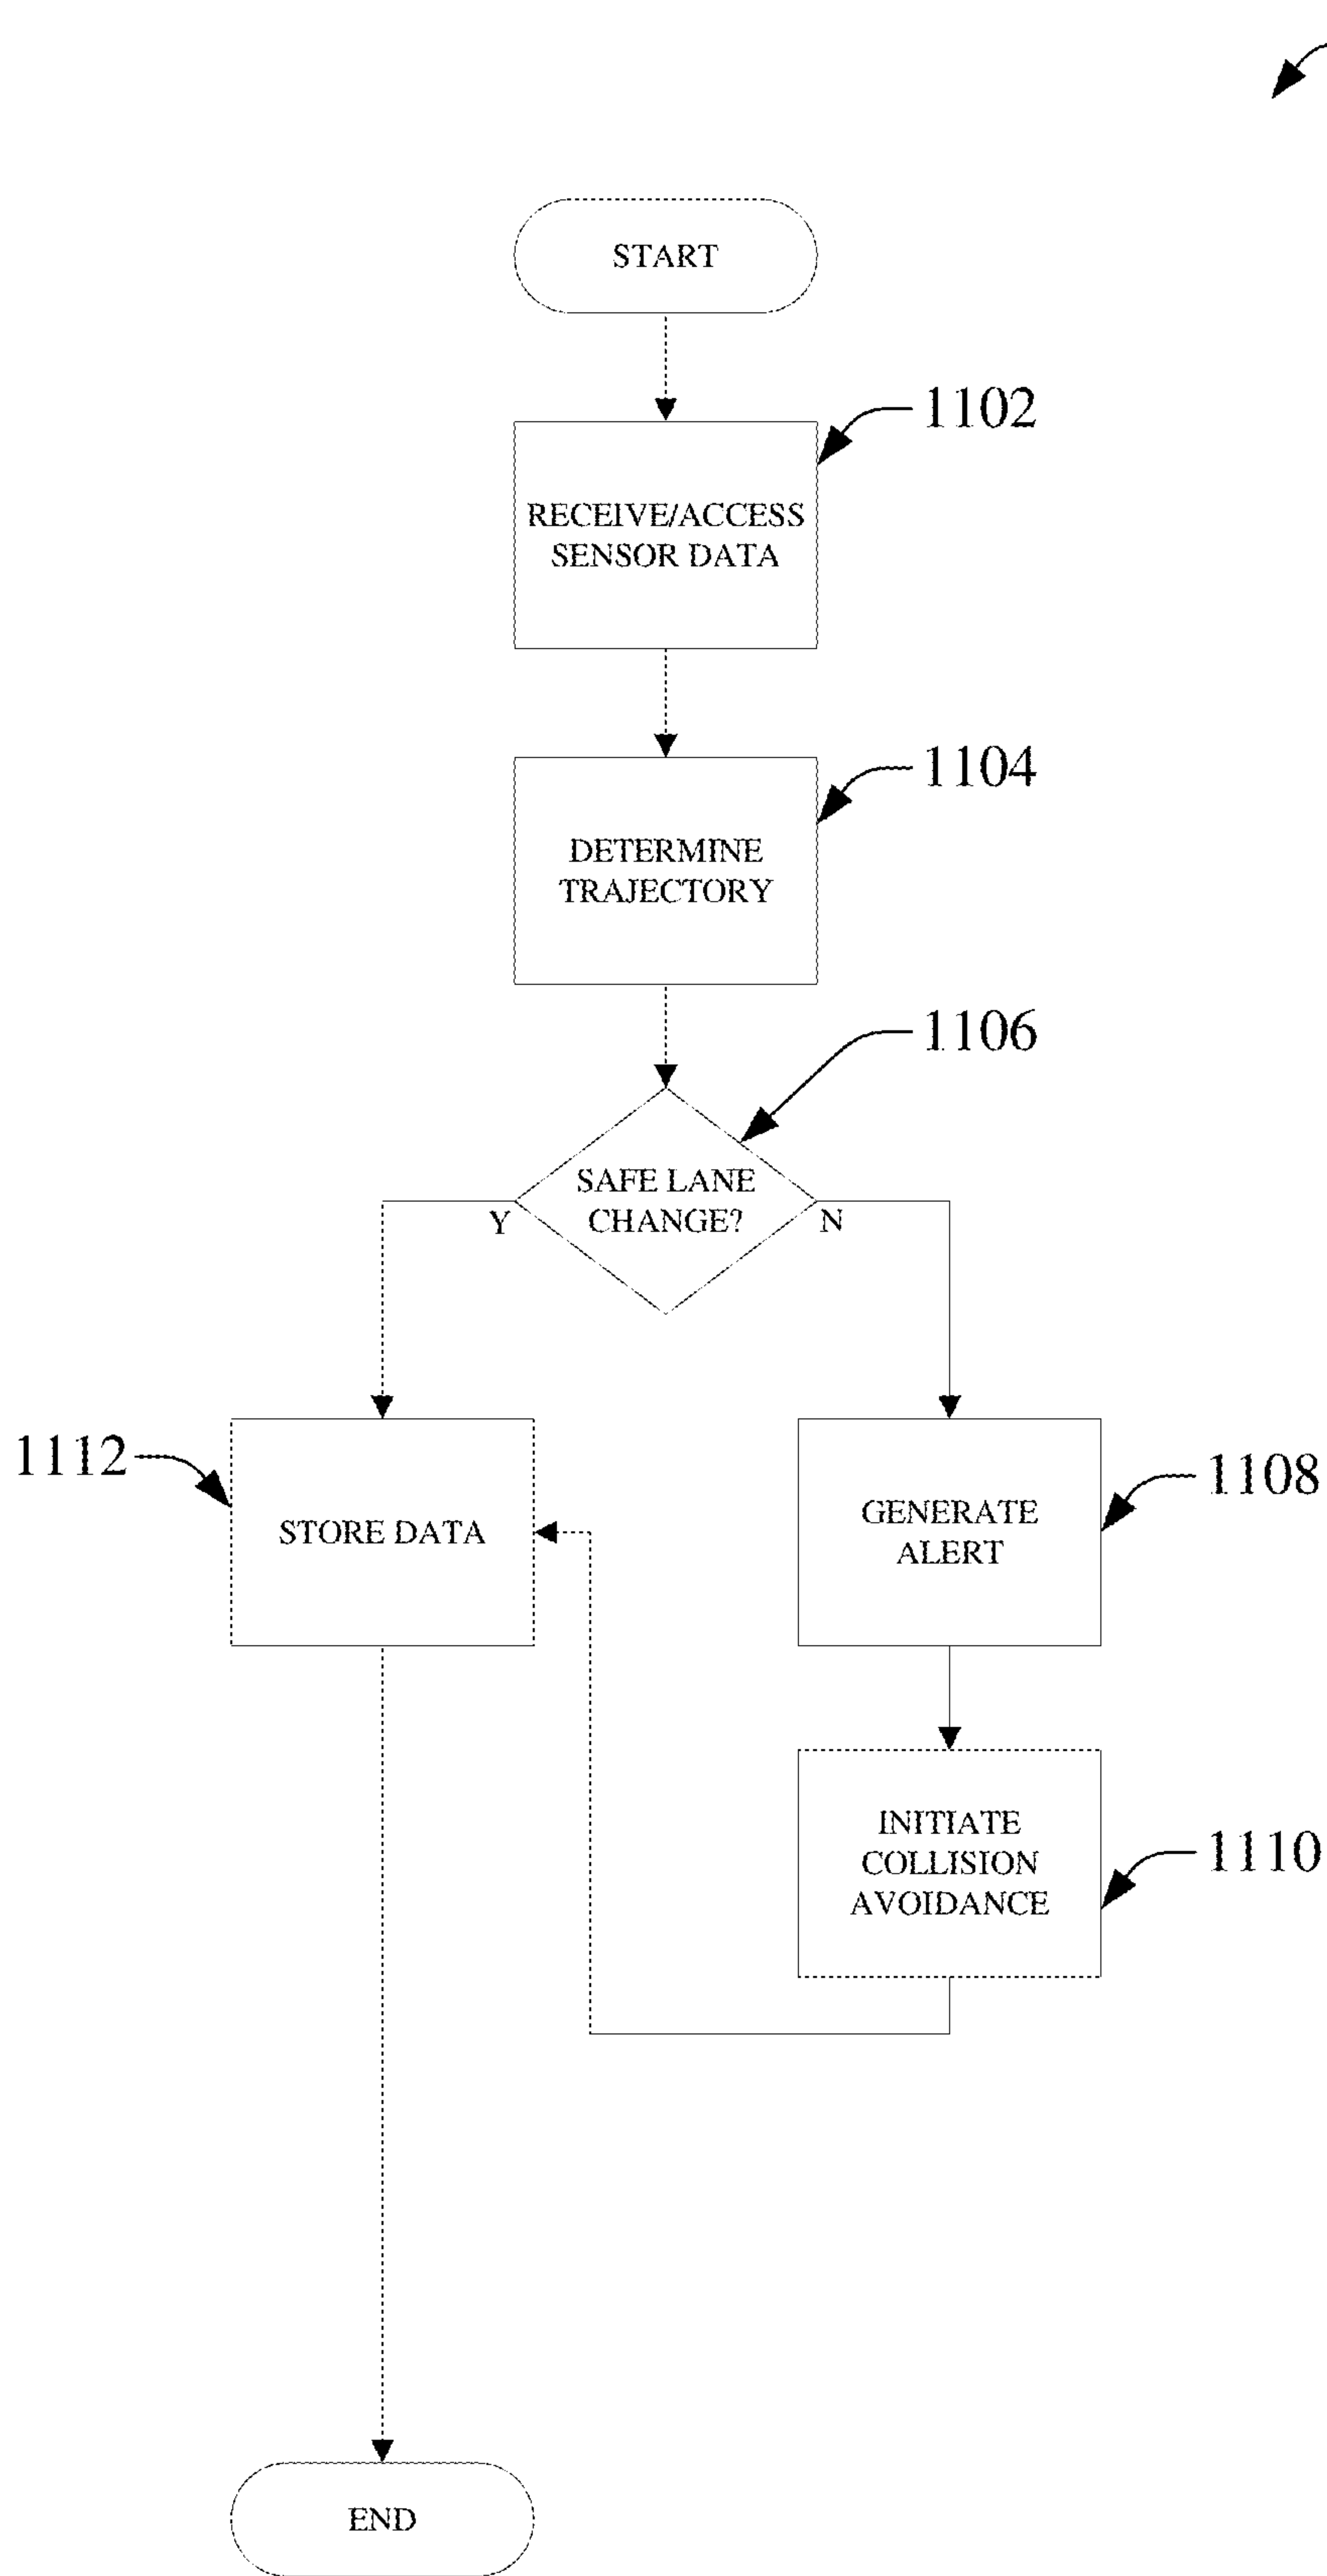 START
1102
RECEIVE/ACCESS
SENSOR DATA
1104
DETERMINE
TRAJECTORY
1106
SAFE LANE
CHANGE?
Y
N
1112
STORE DATA
1108
GENERATE
ALERT
1110
INITIATE
COLLISION
AVOIDANCE
END